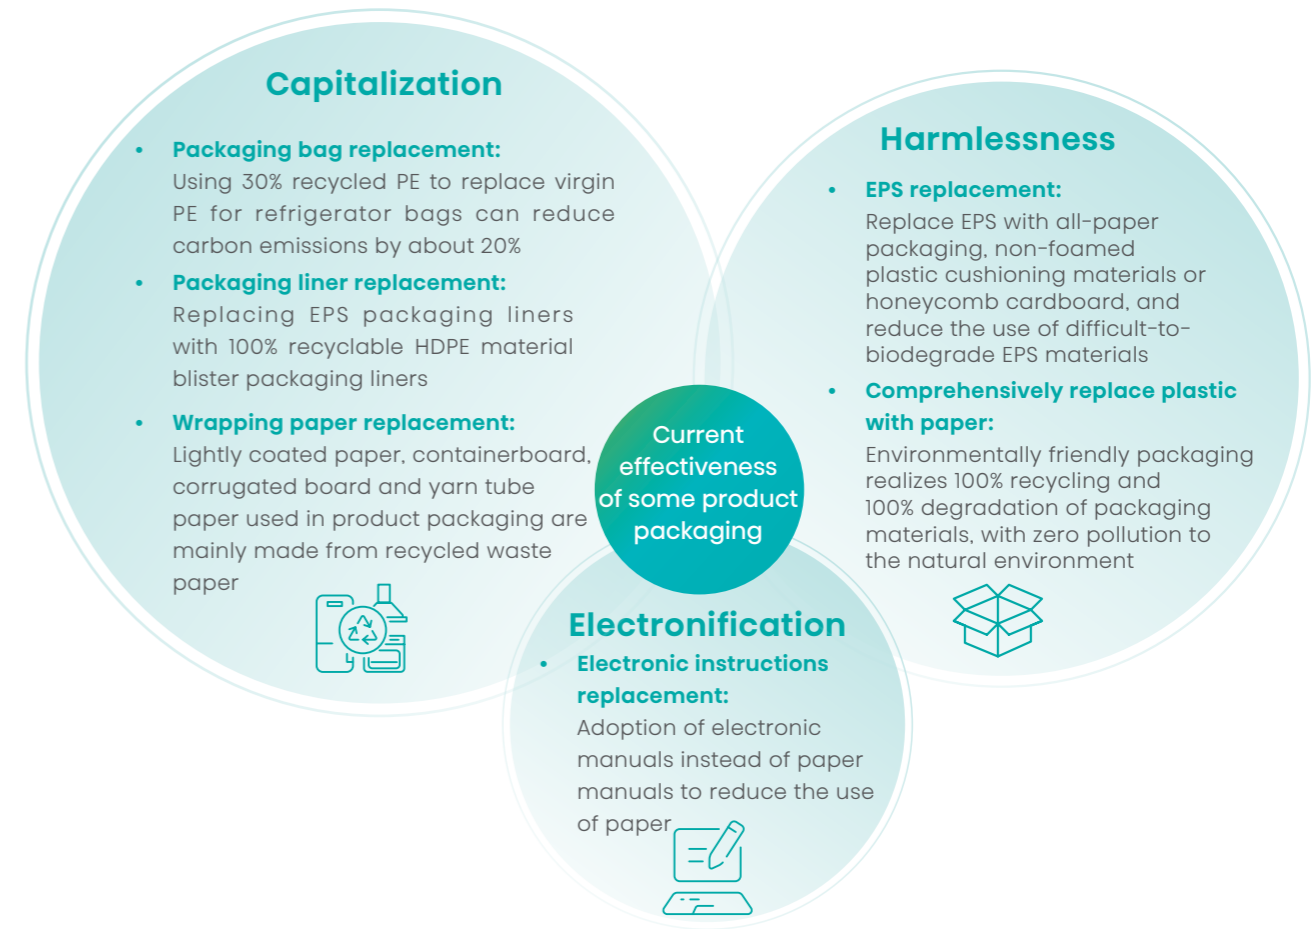 Capitalization
• Packaging bag replacement:
Using 30% recycled PE to replace virgin
PE for refrigerator bags can reduce
carbon emissions by about 20%
• Packaging liner replacement:
Replacing EPS packaging liners
with 100% recyclable HDPE material
blister packaging liners
• Wrapping paper replacement:
Lightly coated paper, containerboard,
corrugated board and yarn tube
paper used in product packaging are
mainly made from recycled waste
paper
Harmlessness
• EPS replacement:
Replace EPS with all-paper
packaging, non-foamed
plastic cushioning materials or
honeycomb cardboard, and
reduce the use of difficult-to-
biodegrade EPS materials
• Comprehensively replace plastic
with paper:
Environmentally friendly packaging
realizes 100% recycling and
100% degradation of packaging
materials, with zero pollution to
the natural environment
Current
effectiveness
of some product
packaging
Electronification
• Electronic instructions
replacement:
Adoption of electronic
manuals instead of paper
manuals to reduce the use
of paper